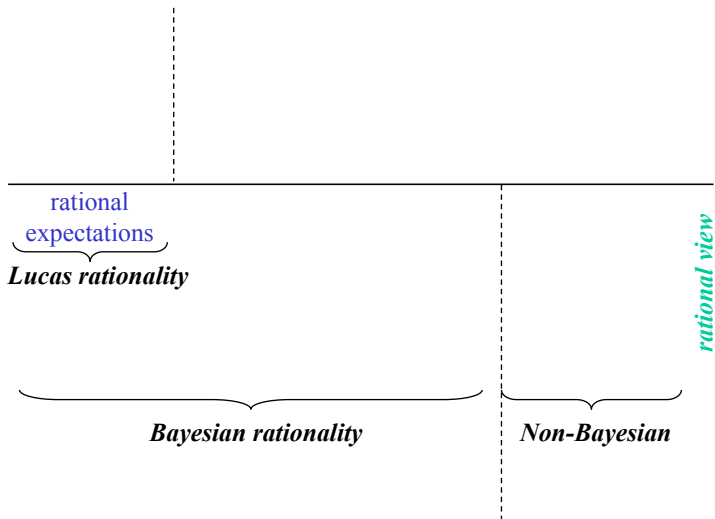 rational
expectations
Lucas rationality
rational view
Bayesian rationality
Non-Bayesian